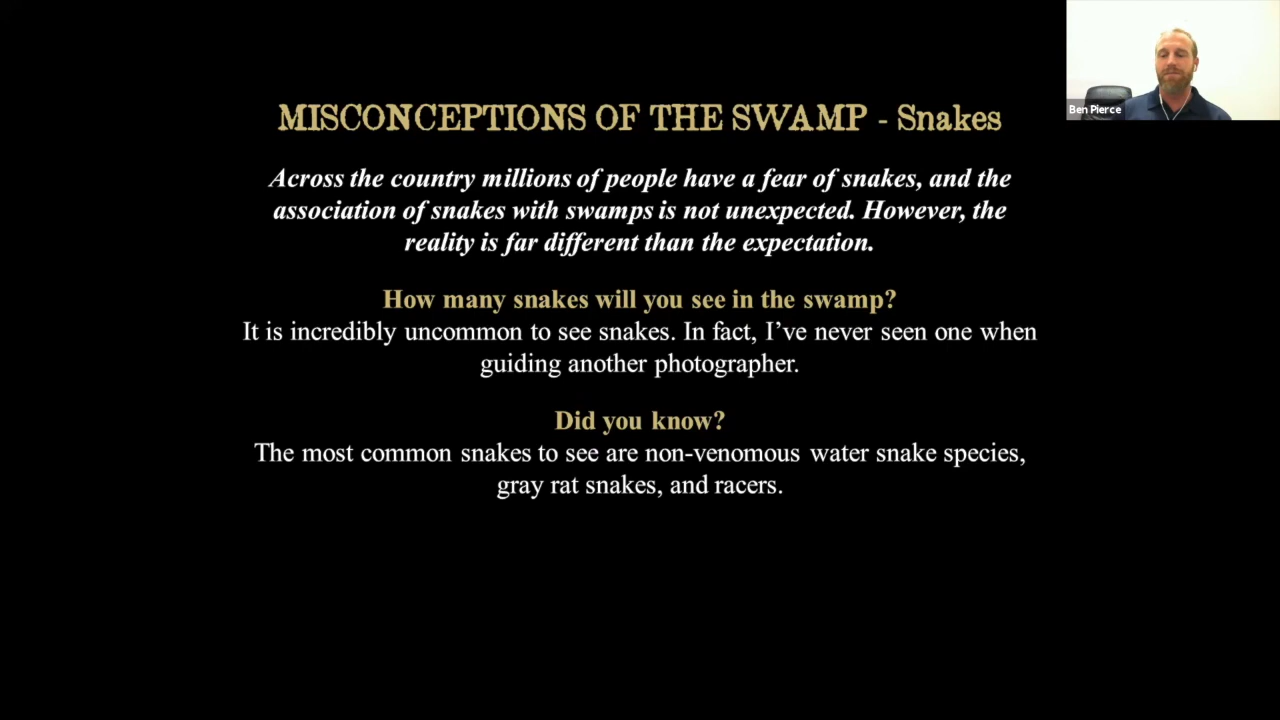 MISCONCEPTIONS OF THE SWAMP - Snakes
Ben Pierce
Across the country millions of people have a fear of snakes, and the
association of snakes with swamps is not unexpected. However, the
reality is far different than the expectation.
How many snakes will you see in the swamp?
It is incredibly uncommon to see snakes. In fact, I’ve never seen one when
guiding another photographer.
Did you know?
The most common snakes to see are non-venomous water snake species,
gray rat snakes, and racers.